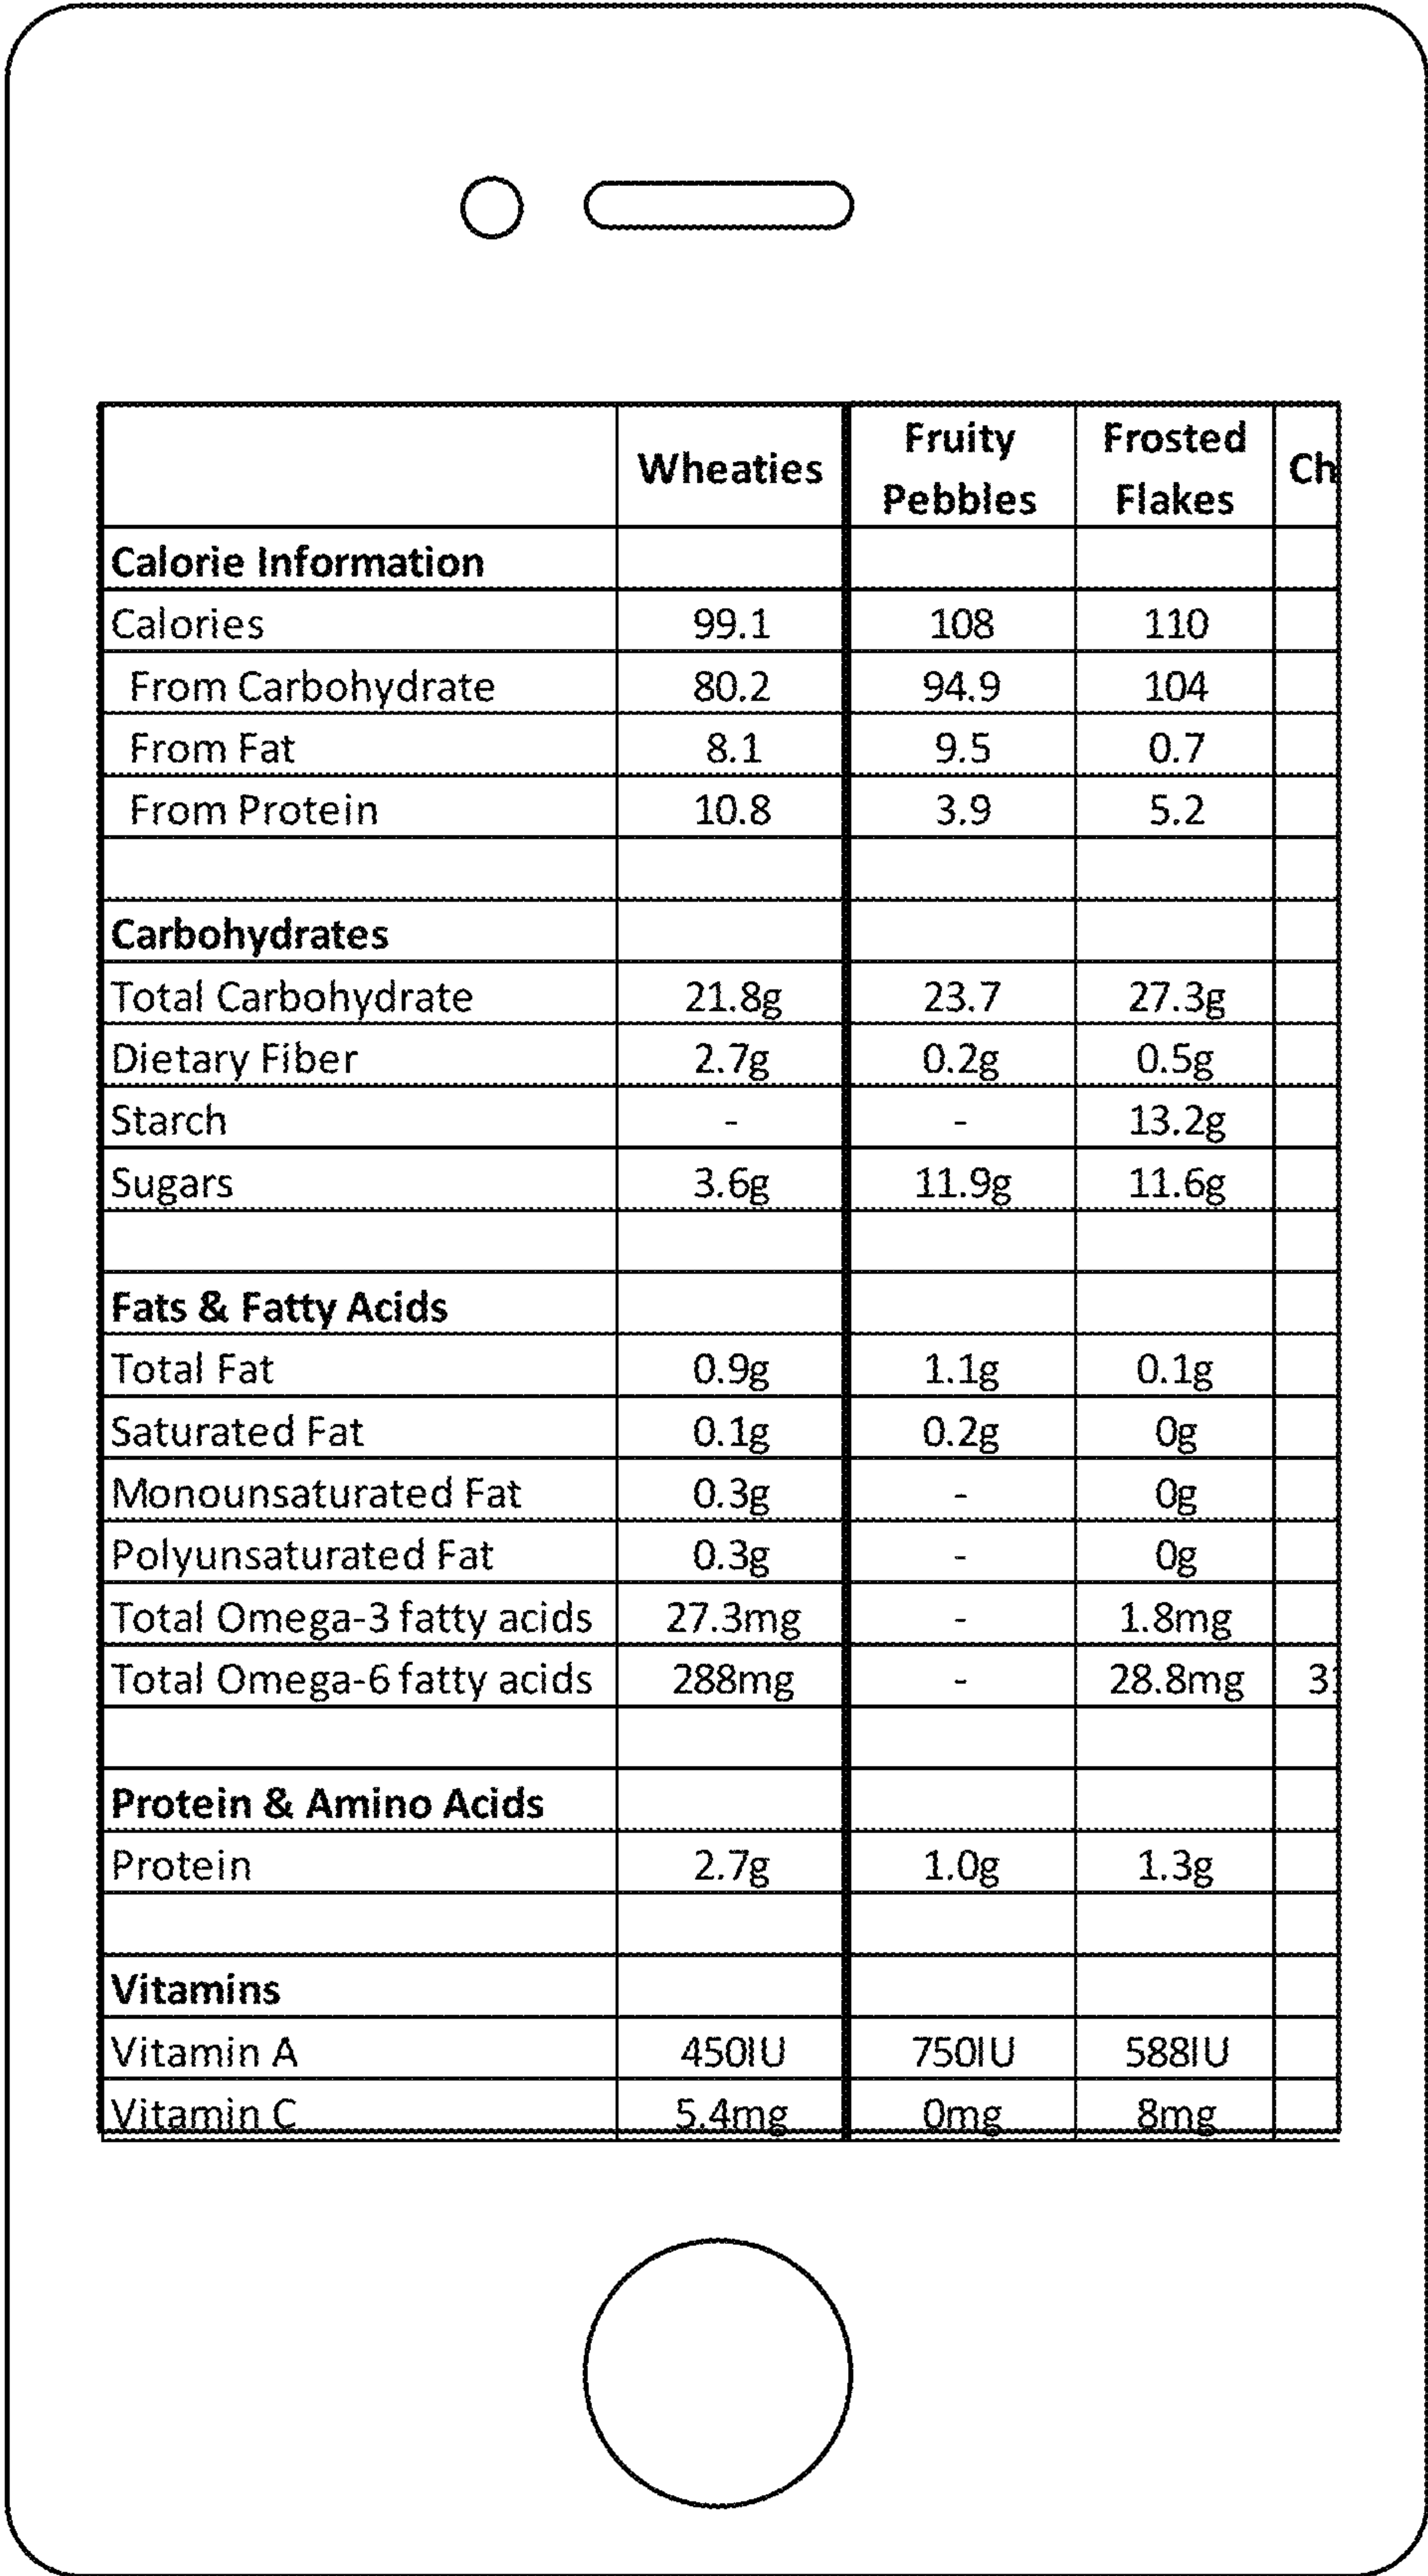 Wheaties Fruity Pebbles Frosted Flakes Ch
Calorie Information
Calories 99.1 108 110
From Carbohydrate 80.2 94.9 104
From Fat 8.1 9.5 0.7
From Protein 10.8 3.9 5.2
Carbohydrates
Total Carbohydrate 21.8g 23.7 27.3g
Dietary Fiber 2.7g 0.2g 0.5g
Starch - - 13.2g
Sugars 3.6g 11.9g 11.6g
Fats & Fatty Acids
Total Fat 0.9g 1.1g 0.1g
Saturated Fat 0.1g 0.2g 0g
Monounsaturated Fat 0.3g - 0g
Polyunsaturated Fat 0.3g - 0g
Total Omega-3 fatty acids 27.3mg - 1.8mg
Total Omega-6 fatty acids 288mg - 28.8mg
Protein & Amino Acids
Protein 2.7g 1.0g 1.3g
Vitamins
Vitamin A 450IU 750IU 588IU
Vitamin C 5.4mg 0mg 8mg